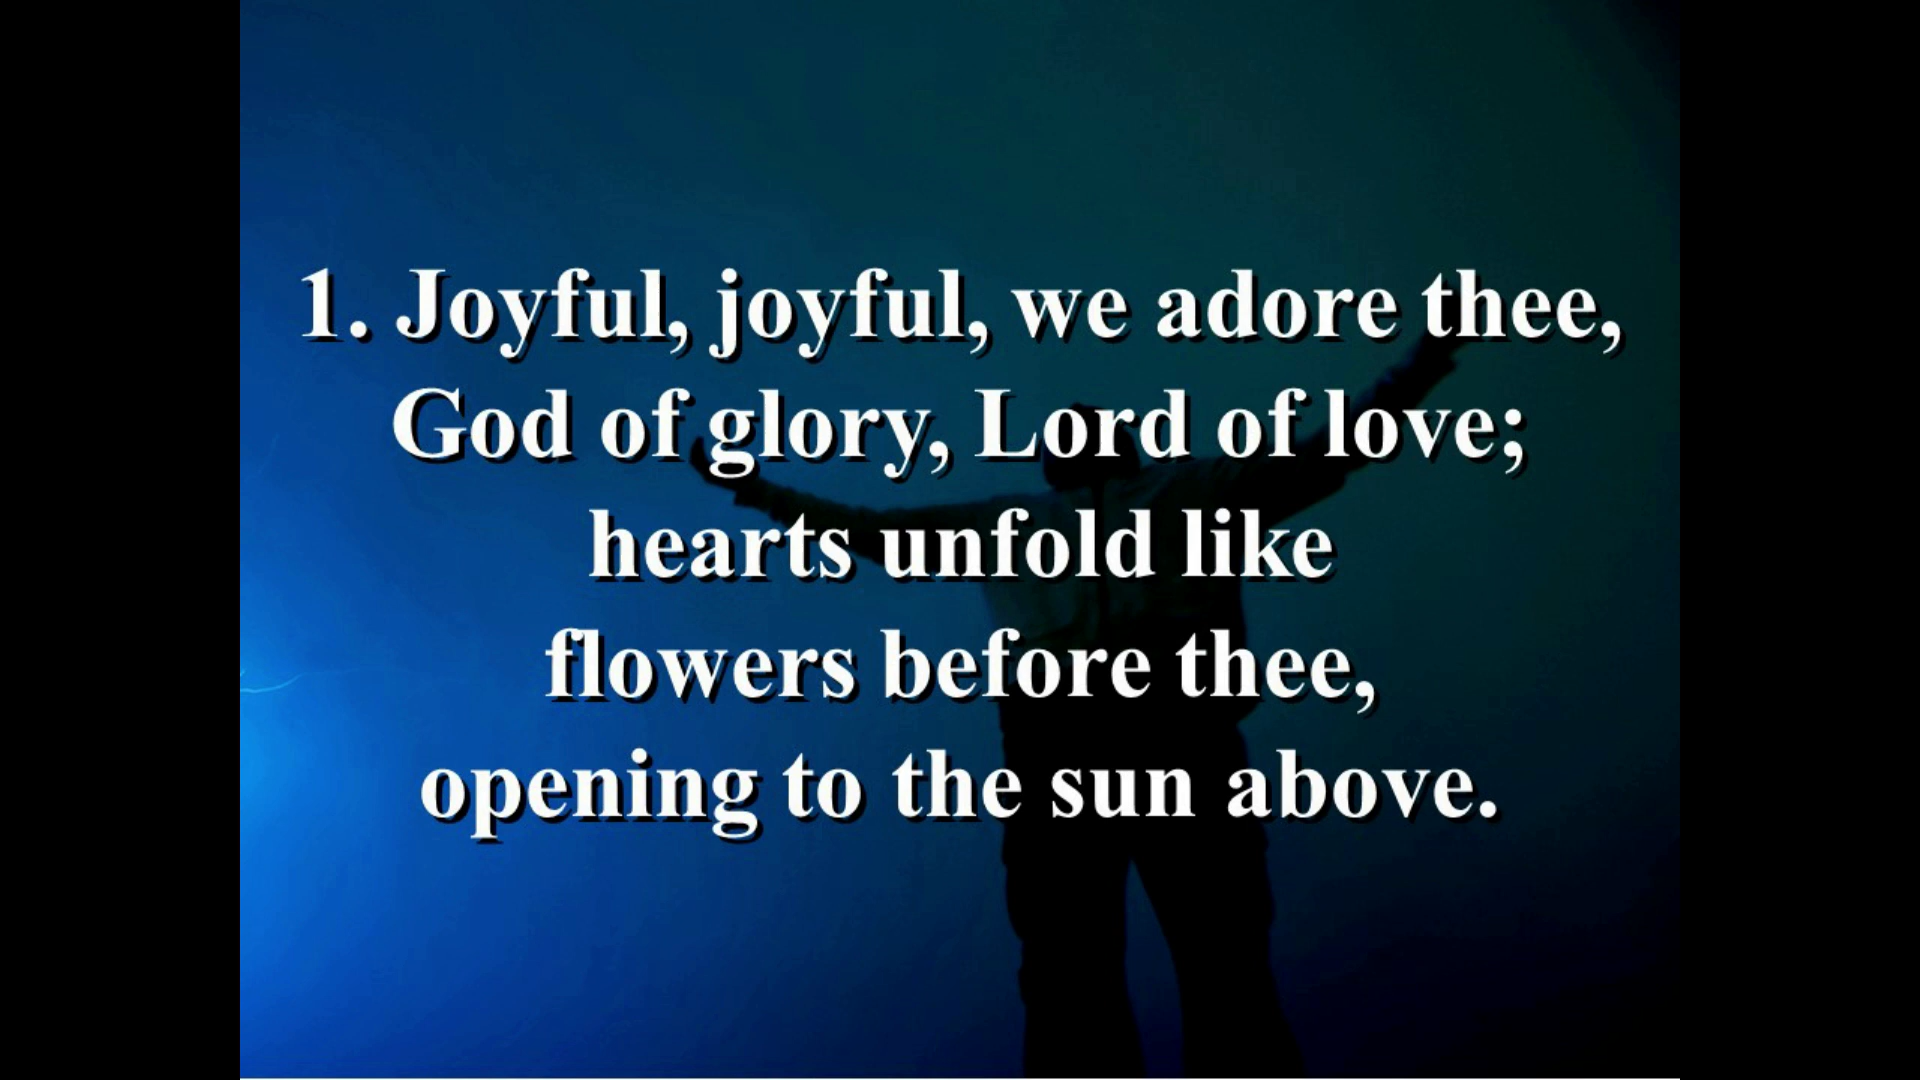 1. Joyful, joyful, we adore thee,
God of glory, Lord of love;
hearts unfold like
flowers before thee,
opening to the sun above.